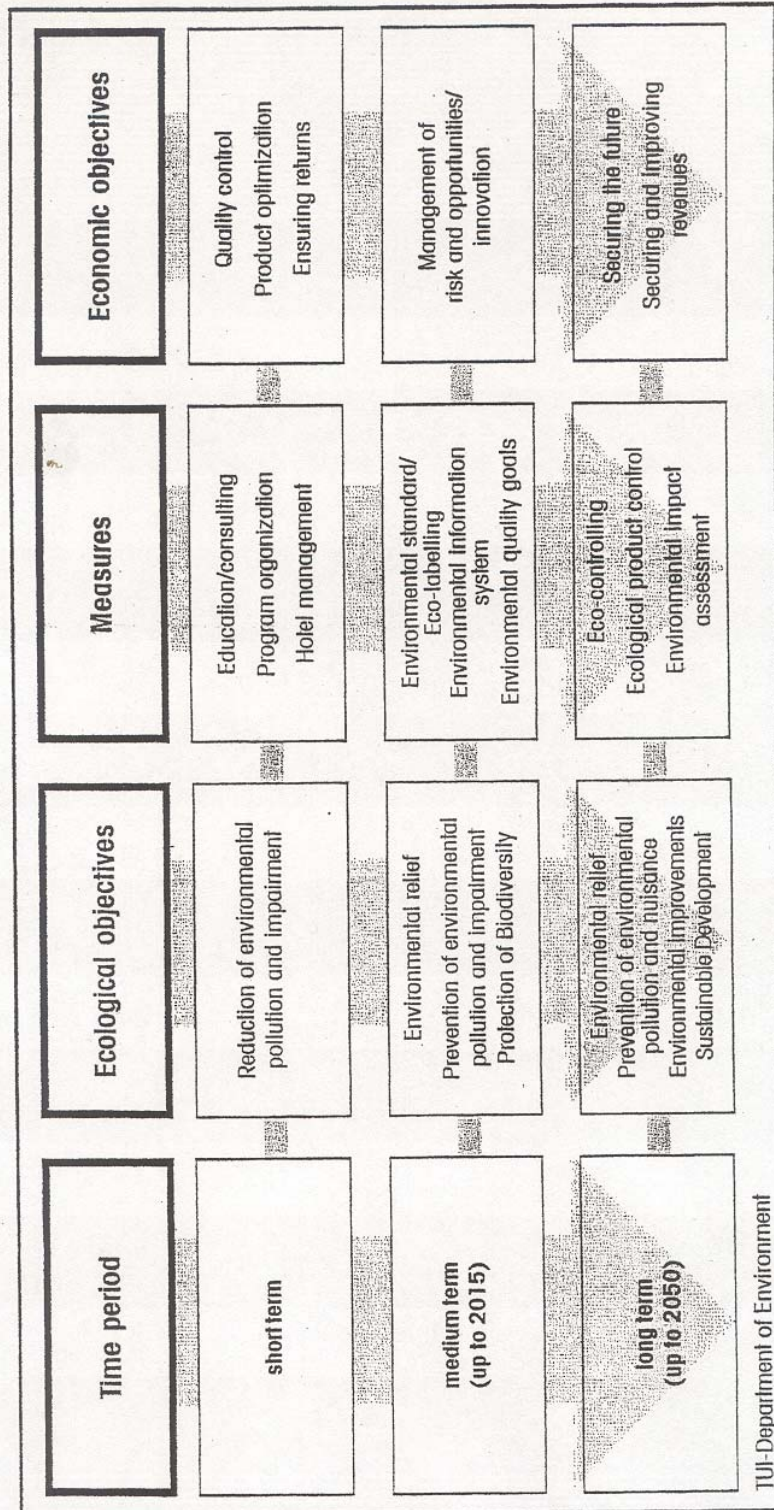 Time period
Ecological objectives
Measures
Economic objectives
short term
Reduction of environmental
pollution and impairment
Education/consulting
Program organization
Hotel management
Quality control
Product optimization
Ensuring returns
medium term
(up to 2015)
Environmental relief
Prevention of environmental
pollution and impairment
Protection of Biodiversity
Environmental standard/
Eco-labelling
Environmental Information
system
Environmental quality goals
Management of
risk and opportunities/
innovation
long term
(up to 2050)
Environmental relief
Prevention of environmental
pollution and nuisance
Environmental Improvements
Sustainable Development
Eco-controlling
Ecological product control
Environmental Impact
assessment
Securing the future
Securing and Improving
revenues
TUI-Department of Environment